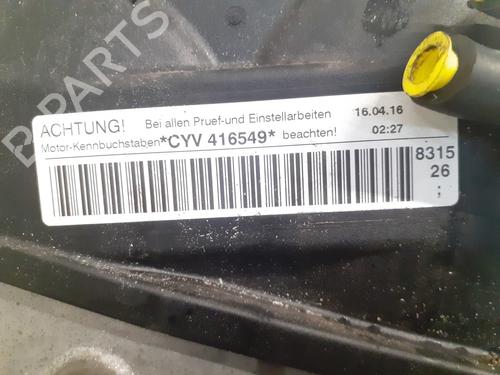 B-PARTS
ACHTUNG! Bei allen Pruef-und Einstellarbeiten 16.04.16
Motor-Kennbuchstaben *CYV 416549* beachten! 02:27
8315
26
;